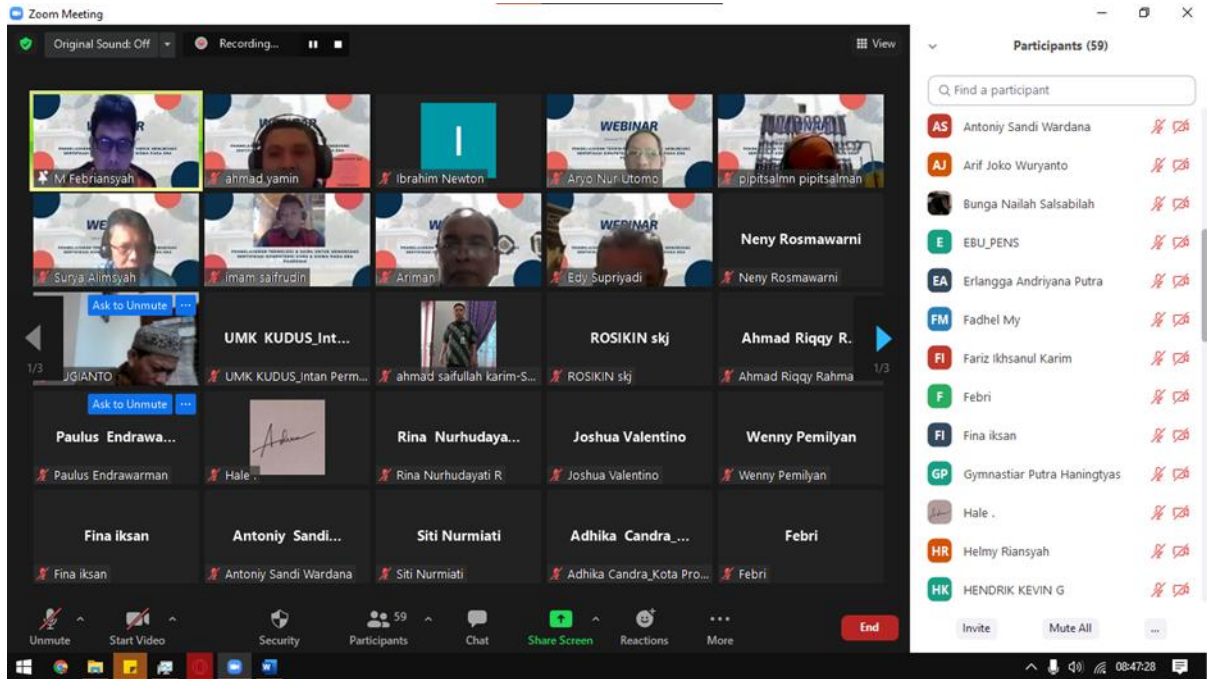 Zoom Meeting
Original Sound: Off
Recording...
View
M Febriansyah
ahmad yamin
I
Ibrahim Newton
WEBINAR
Aryo Nur Utomo
pipitsalmn pipitsalman
Surya Alimsyah
imam saifrudin
Ariman
WEBINAR
Edy Supriyadi
Neny Rosmawarni
Neny Rosmawarni
Ask to Unmute ...
UGIANTO
UMK KUDUS_Int...
UMK KUDUS_Intan Perm...
ahmad saifullah karim-S...
ROSIKIN skj
ROSIKIN skj
Ahmad Riqqy R.
Ahmad Riqqy Rahma
1/3
1/3
Ask to Unmute ...
Paulus Endrawa...
Paulus Endrawarman
Hale .
Rina Nurhudaya...
Rina Nurhudayati R
Joshua Valentino
Joshua Valentino
Wenny Pemilyan
Wenny Pemilyan
Fina iksan
Fina iksan
Antoniy Sandi...
Antoniy Sandi Wardana
Siti Nurmiati
Siti Nurmiati
Adhika Candra_...
Adhika Candra_Kota Pro...
Febri
Febri
Unmute
Start Video
Security
59
Participants
Chat
Share Screen
Reactions
...
More
End
Participants (59)
Find a participant
AS Antoniy Sandi Wardana
AJ Arif Joko Wuryanto
Bunga Nailah Salsabilah
E EBU_PENS
EA Erlangga Andriyana Putra
FM Fadhel My
FI Fariz Ikhsanul Karim
F Febri
FI Fina iksan
GP Gymnastiar Putra Haningtyas
Hale .
HR Helmy Riansyah
HK HENDRIK KEVIN G
Invite
Mute All
...
08:47:28